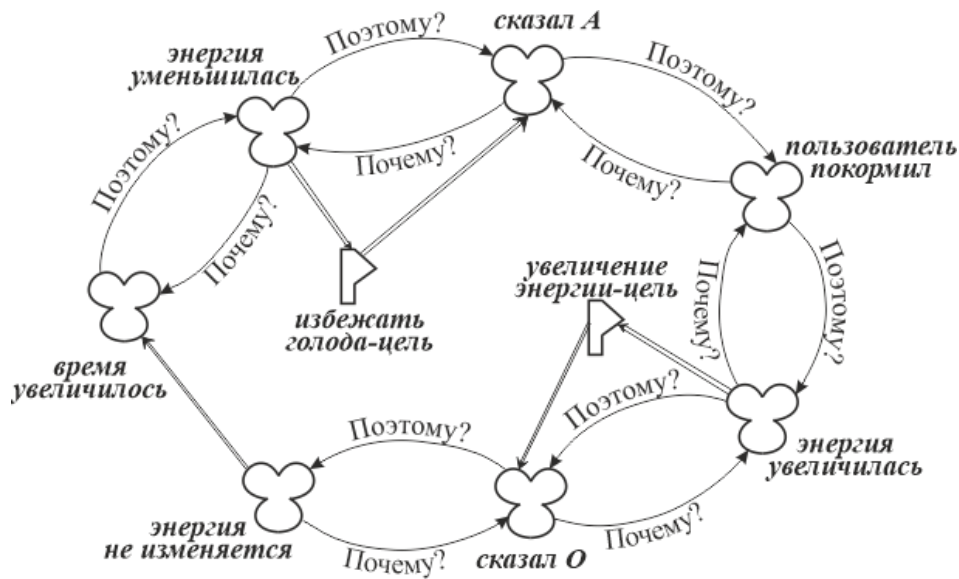 сказал А
Поэтому?
энергия
уменьшилась
Поэтому?
Почему?
Поэтому?
Почему?
пользователь
покормил
Почему?
увеличение
энергии-цель
Почему?
Поэтому?
избежать
голода-цель
время
увеличилось
Поэтому?
Поэтому?
энергия
увеличилась
энергия
не изменяется
Почему?
сказал О
Почему?